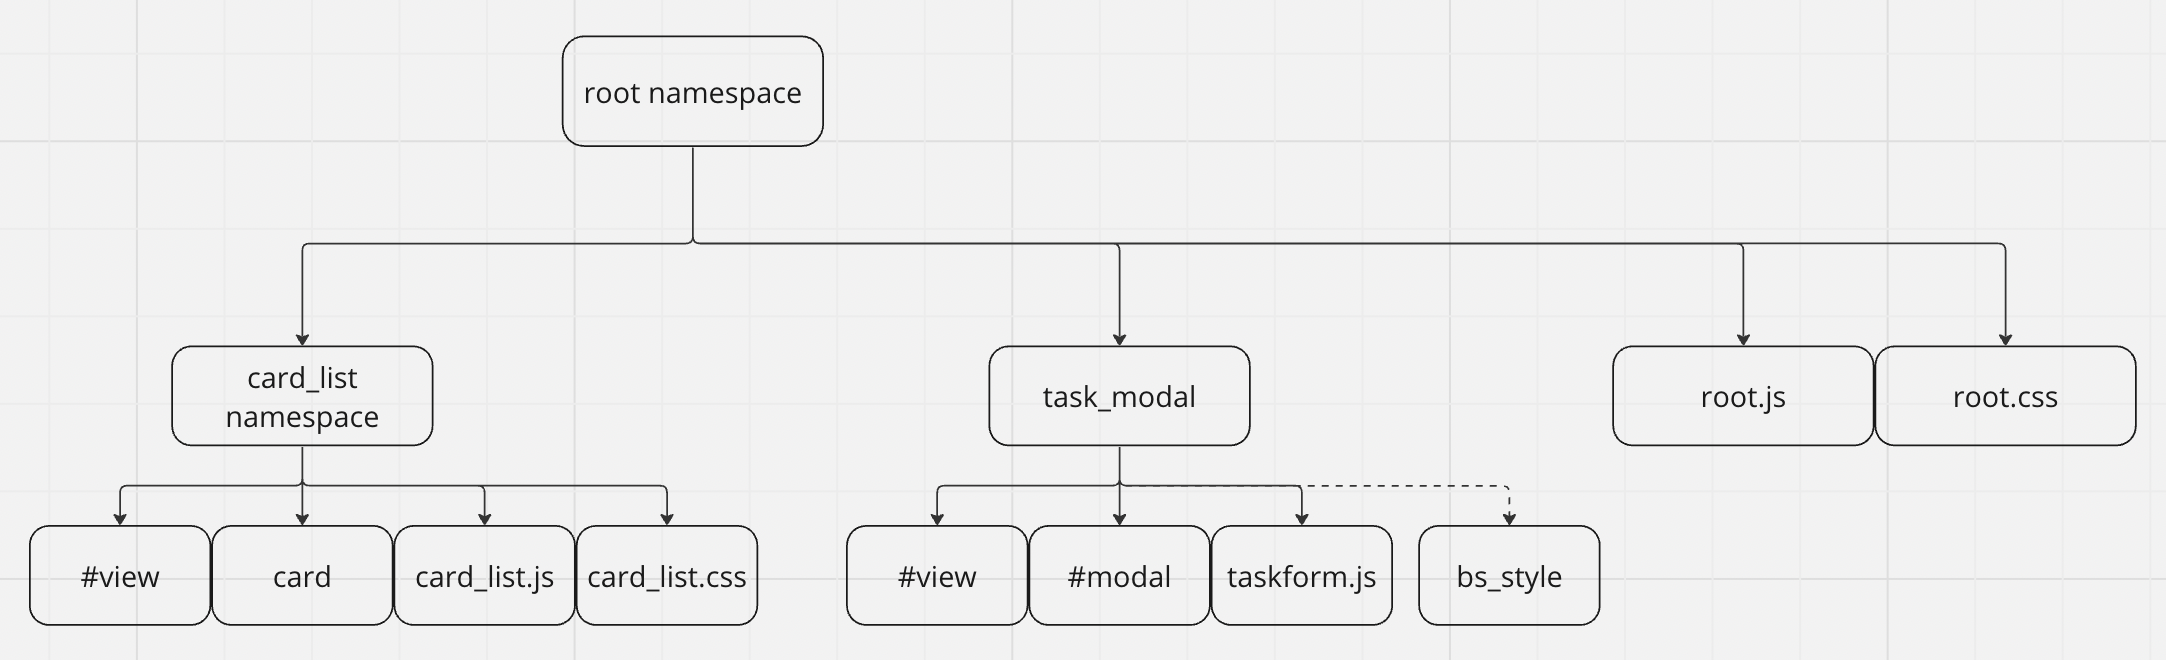 root namespace
card_list
namespace
task_modal
root.js
root.css
#view
card
card_list.js
card_list.css
#view
#modal
taskform.js
bs_style